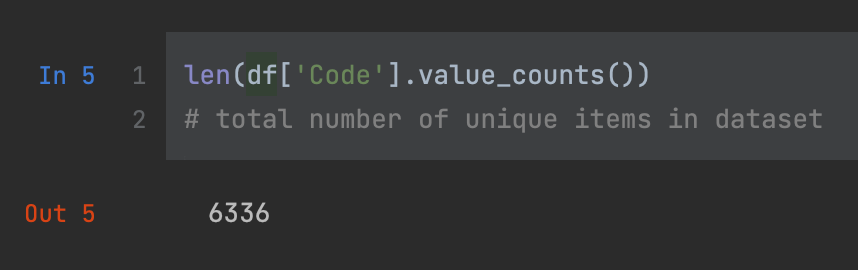 In 5 1 len(df['Code'].value_counts())
2 # total number of unique items in dataset
Out 5 6336